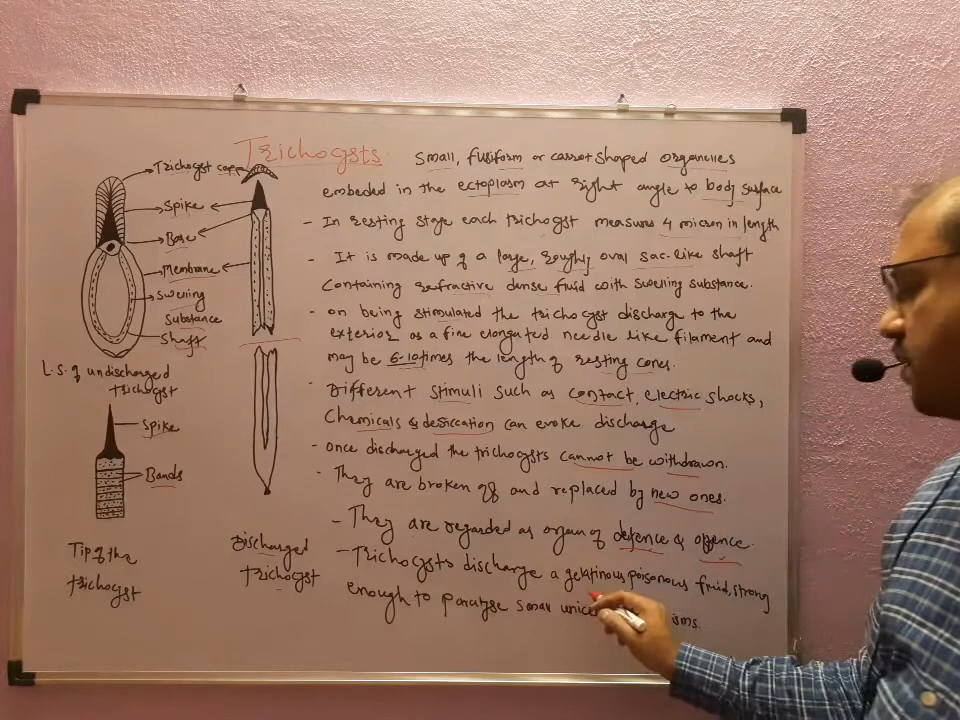 Trichocysts
Small, fusiform or carrot shaped organelles
embeded in the ectoplasm at right angle to body surface
- In resting stage each trichocyst measures 4 micron in length
- It is made up of a large, roughly oval sac-like shaft
containing refractive dense fluid with swelling substance.
- on being stimulated the trichocyst discharge to the
exterior as a fine elongated needle like filament and
may be 6-10 times the length of resting cones.
- Different stimuli such as contact, electric shocks,
chemicals & desiccation can evoke discharge
- once discharged the trichocysts cannot be withdrawn.
- They are broken off and replaced by new ones.
- They are regarded as organ of defence & offence.
- Trichocysts discharge a gelatinous poisonous fluid, strong
enough to paralyse small unice isms.
Trichocyst cap
Spike
Base
Membrane
Swelling
Substance
Shaft
L.S. of undischarged
trichocyst
Spike
Bands
Tip of the
trichocyst
Discharged
Trichocyst